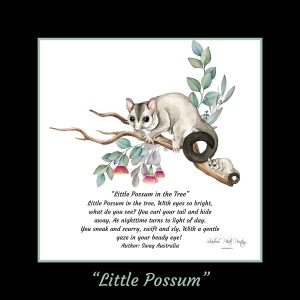 "Little Possum in the Tree"
Little Possum in the tree, With eyes so bright,
what do you see? You curl your tail and hide
away, As nighttime turns to light of day.
You sneak and scurry, swift and sly, With a gentle
gaze in your beady eye!
Author: Swag Australia
"Little Possum"